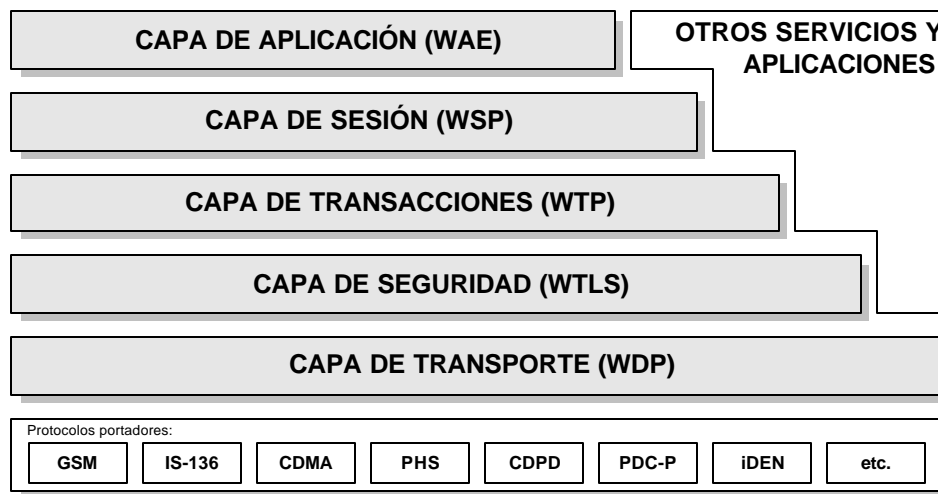 CAPA DE APLICACIÓN (WAE)
OTROS SERVICIOS Y
APLICACIONES
CAPA DE SESIÓN (WSP)
CAPA DE TRANSACCIONES (WTP)
CAPA DE SEGURIDAD (WTLS)
CAPA DE TRANSPORTE (WDP)
Protocolos portadores:
GSM IS-136 CDMA PHS CDPD PDC-P iDEN etc.